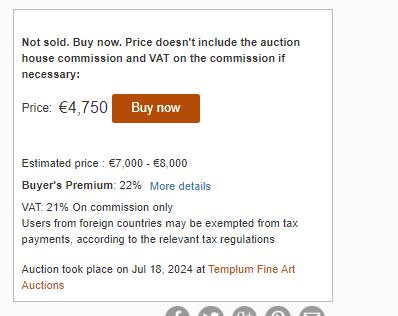 Not sold. Buy now. Price doesn't include the auction
house commission and VAT on the commission if
necessary:
Price: €4,750 Buy now
Estimated price : €7,000 - €8,000
Buyer's Premium: 22% More details
VAT: 21% On commission only
Users from foreign countries may be exempted from tax
payments, according to the relevant tax regulations
Auction took place on Jul 18, 2024 at Templum Fine Art
Auctions